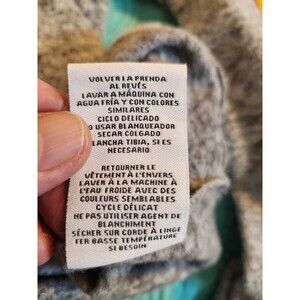 VOLVER LA PRENDA
AL REVÉS
LAVAR A MÁQUINA CON
AGUA FRÍA Y CON COLORES
SIMILARES
CICLO DELICADO
O USAR BLANQUEADOR
SECAR COLGADO
LANCHA TIBIA, SI ES
NECESARIO
RETOURNER LE
VÊTEMENT À L'ENVERS
LAVER À LA MACHINE À
L'EAU FROIDE AVEC DES
COULEURS SEMBLABLES
CYCLE DÉLICAT
NE PAS UTILISER AGENT DE
BLANCHIMENT
SÉCHER SUR CORDE À LINGE
FER BASSE TEMPÉRATURE
SI BESOIN